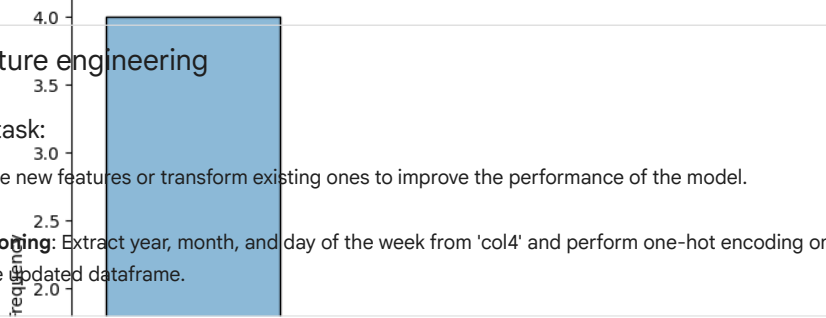 4.0
ture engineering
3.5
task:
3.0
e new features or transform existing ones to improve the performance of the model.
2.5
oning: Extract year, month, and day of the week from 'col4' and perform one-hot encoding on
e updated dataframe.
2.0
requency